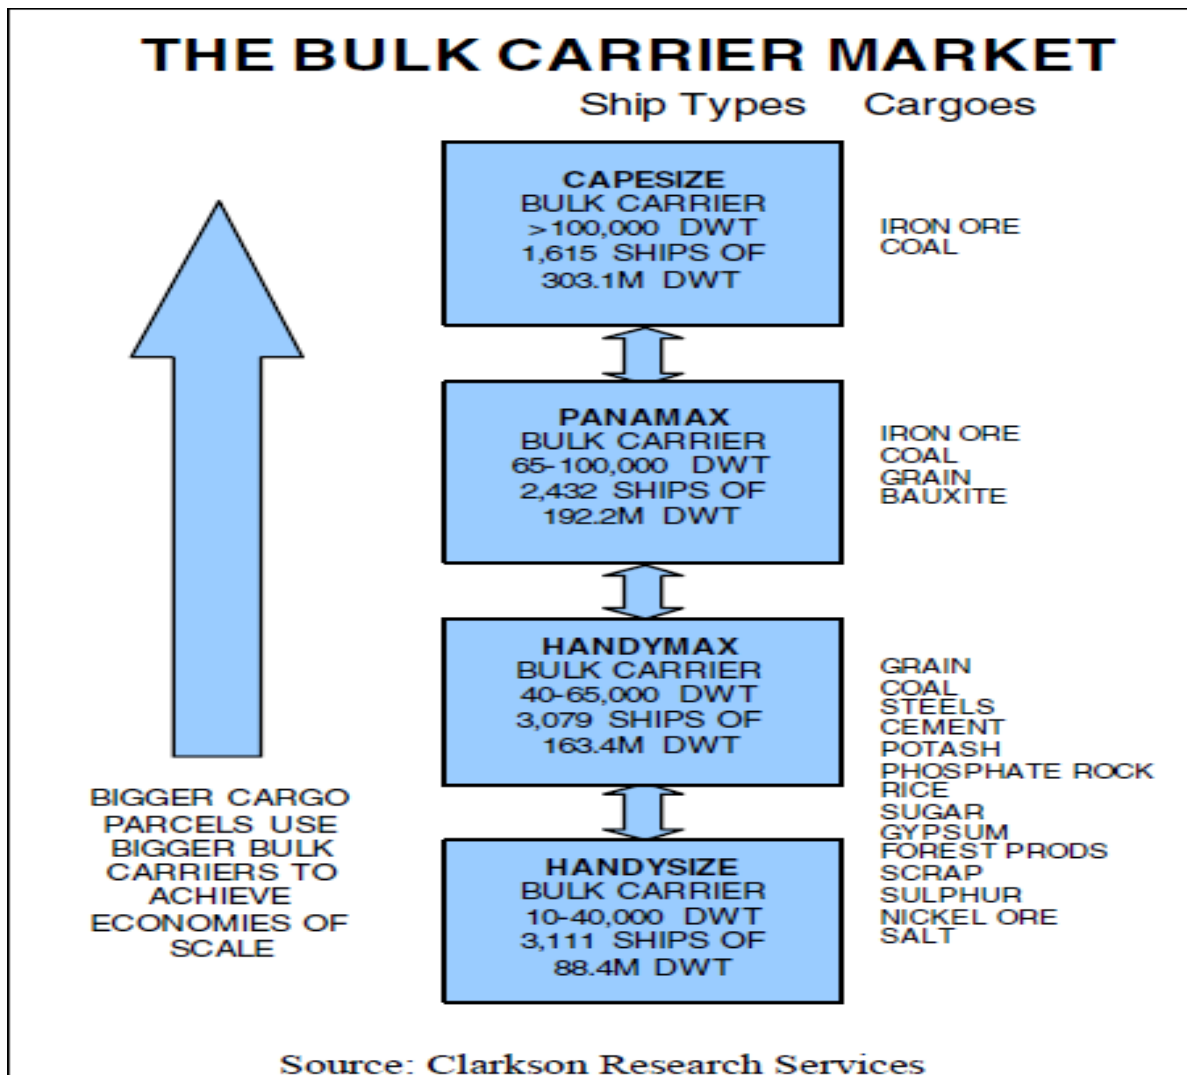 THE BULK CARRIER MARKET
Ship Types Cargoes
CAPESIZE
BULK CARRIER
>100,000 DWT
1,615 SHIPS OF
303.1M DWT
IRON ORE
COAL
PANAMAX
BULK CARRIER
65-100,000 DWT
2,432 SHIPS OF
192.2M DWT
IRON ORE
COAL
GRAIN
BAUXITE
HANDYMAX
BULK CARRIER
40-65,000 DWT
3,079 SHIPS OF
163.4M DWT
HANDYSIZE
BULK CARRIER
10-40,000 DWT
3,111 SHIPS OF
88.4M DWT
GRAIN
COAL
STEELS
CEMENT
POTASH
PHOSPHATE ROCK
RICE
SUGAR
GYPSUM
FOREST PRODS
SCRAP
SULPHUR
NICKEL ORE
SALT
BIGGER CARGO
PARCELS USE
BIGGER BULK
CARRIERS TO
ACHIEVE
ECONOMIES OF
SCALE
Source: Clarkson Research Services